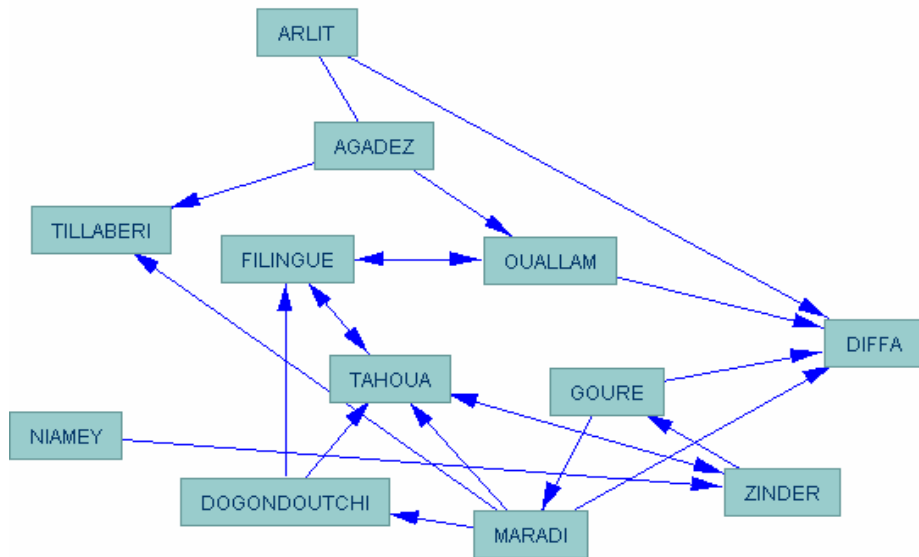 ARLIT
AGADEZ
TILLABERI
FILINGUE
OUALLAM
DIFFA
TAHOUA
GOURE
NIAMEY
ZINDER
DOGONDOUTCHI
MARADI